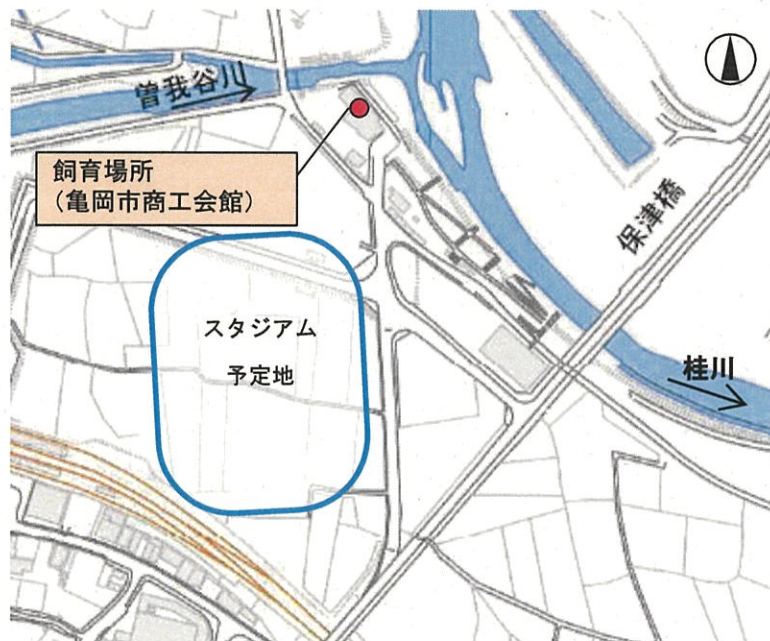 曽我谷川
飼育場所
（亀岡市商工会館）
保津橋
スタジアム
予定地
桂川